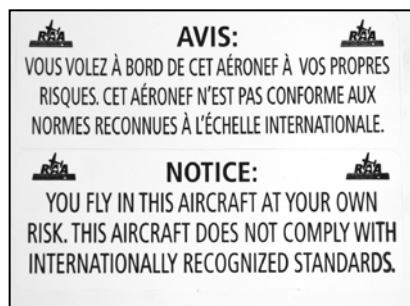 RAA AVIS: RAA
VOUS VOLEZ À BORD DE CET AÉRONEF À VOS PROPRES
RISQUES. CET AÉRONEF N'EST PAS CONFORME AUX
NORMES RECONNUES À L'ÉCHELLE INTERNATIONALE.
RAA NOTICE: RAA
YOU FLY IN THIS AIRCRAFT AT YOUR OWN
RISK. THIS AIRCRAFT DOES NOT COMPLY WITH
INTERNATIONALLY RECOGNIZED STANDARDS.